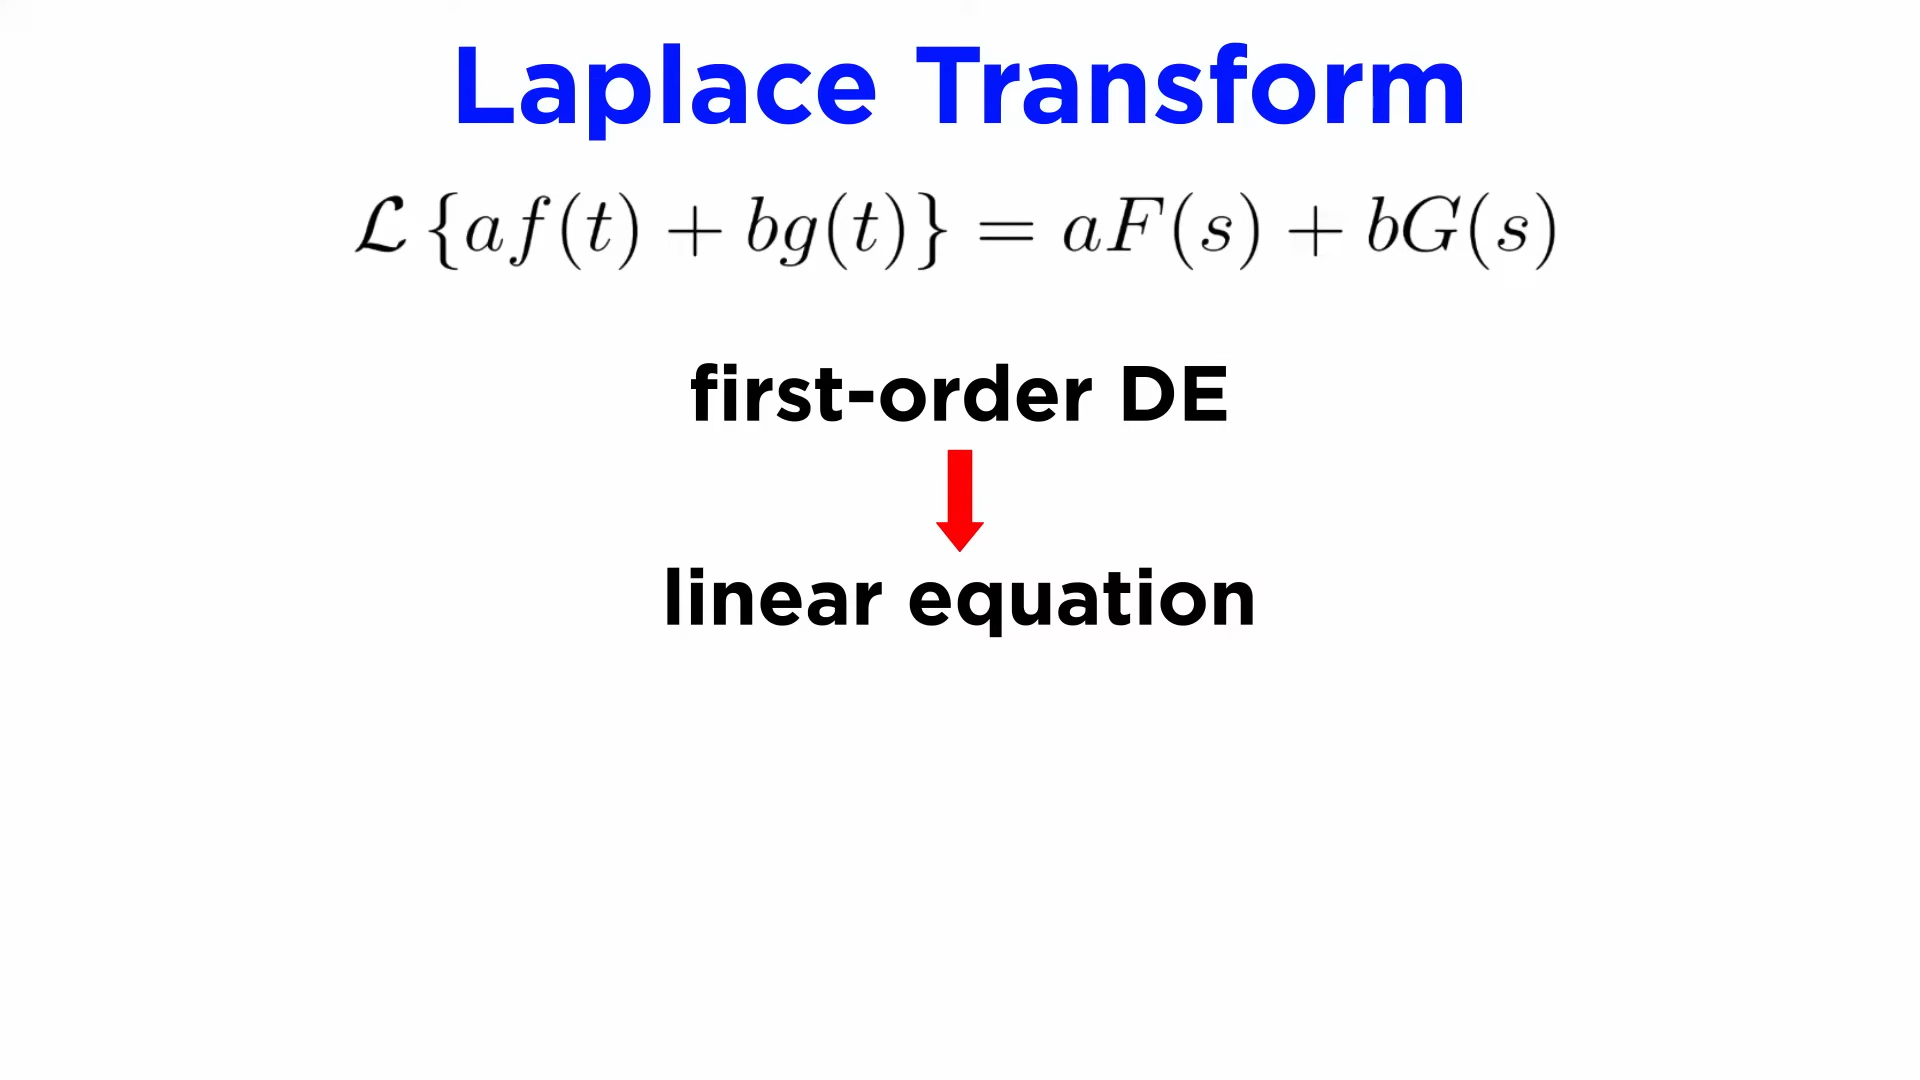 Laplace Transform
ℒ {af(t) + bg(t)} = aF(s) + bG(s)
first-order DE
linear equation